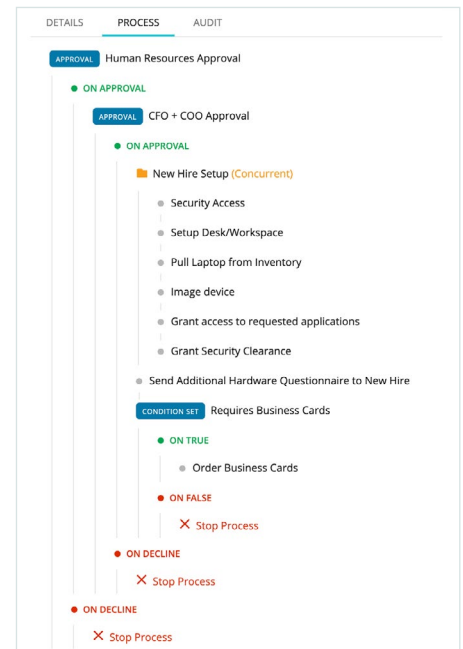 DETAILS PROCESS AUDIT
APPROVAL Human Resources Approval
ON APPROVAL
APPROVAL CFO + COO Approval
ON APPROVAL
New Hire Setup (Concurrent)
Security Access
Setup Desk/Workspace
Pull Laptop from Inventory
Image device
Grant access to requested applications
Grant Security Clearance
Send Additional Hardware Questionnaire to New Hire
CONDITION SET Requires Business Cards
ON TRUE
Order Business Cards
ON FALSE
Stop Process
ON DECLINE
Stop Process
ON DECLINE
Stop Process